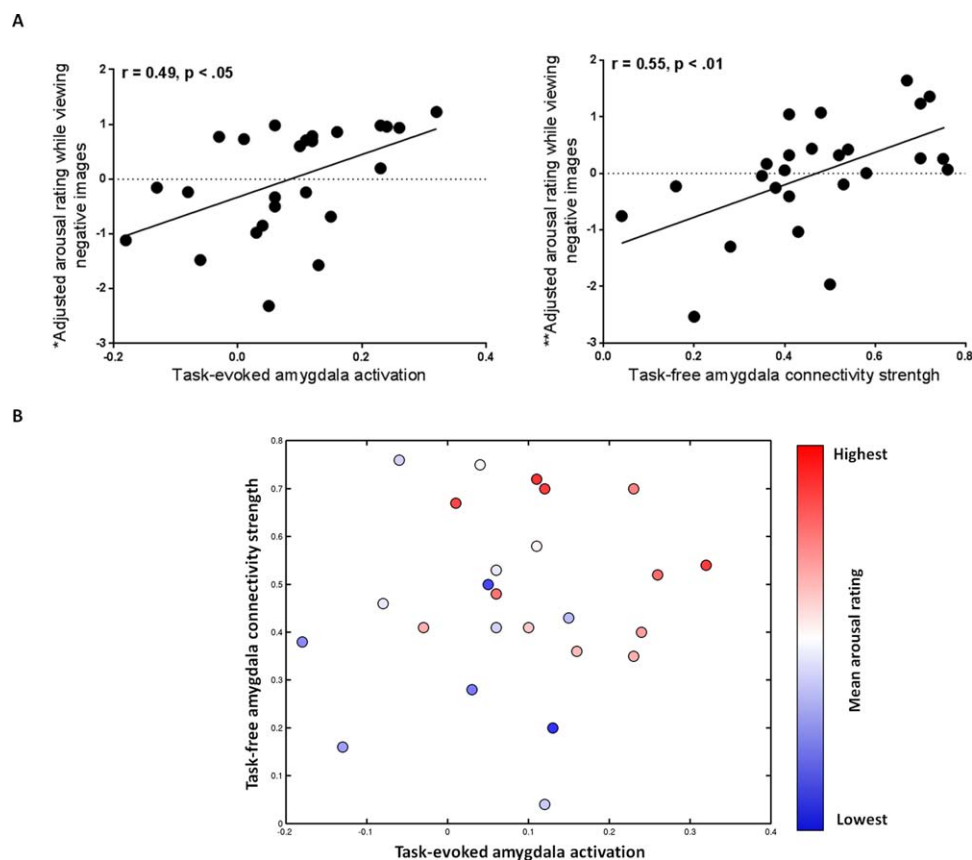 A
r = 0.49, p < .05
*Adjusted arousal rating while viewing
negative images
2
1
0
-1
-2
-3
-0.2
0.0
0.2
0.4
Task-evoked amygdala activation
r = 0.55, p < .01
**Adjusted arousal rating while viewing
negative images
2
1
0
-1
-2
-3
0.0
0.2
0.4
0.6
0.8
Task-free amygdala connectivity strentgh
B
Task-free amygdala connectivity strength
0.8
0.7
0.6
0.5
0.4
0.3
0.2
0.1
0
-0.2
-0.1
0
0.1
0.2
0.3
0.4
Task-evoked amygdala activation
Highest
Mean arousal rating
Lowest